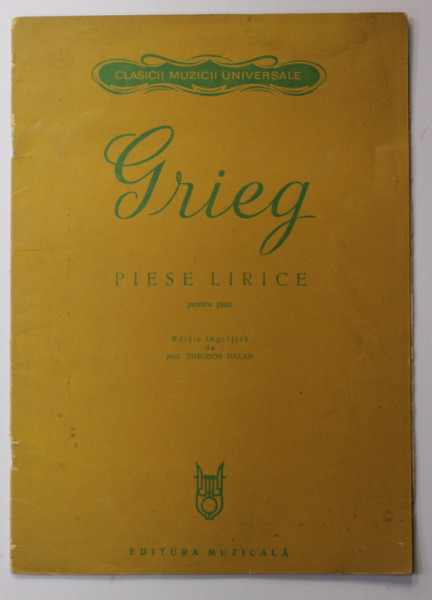 CLASICII MUZICII UNIVERSALE
Grieg
PIESE LIRICE
pentru pian
Ediție îngrijită
de
prof. THEODOR BALAN
EDITURA MUZICALĂ